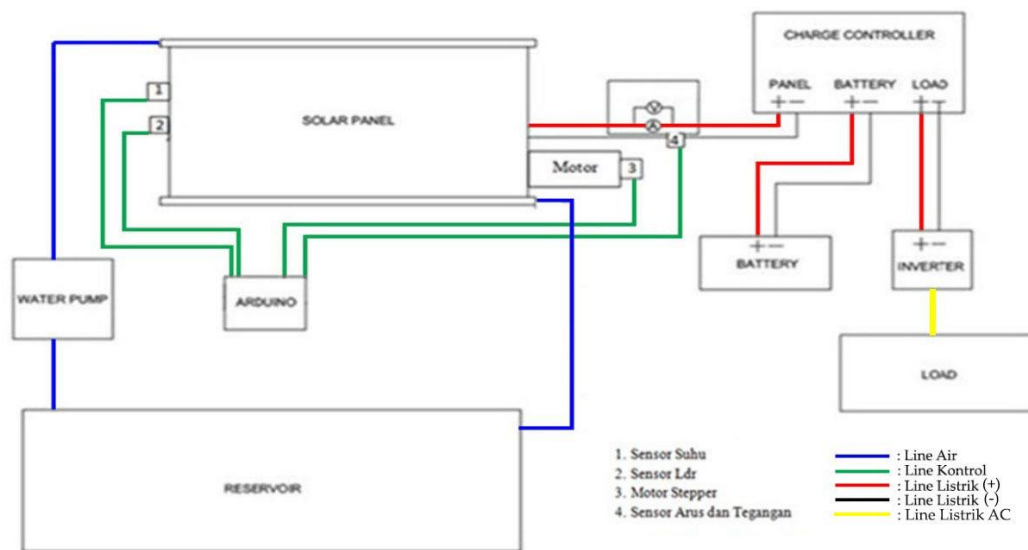 CHARGE CONTROLLER
PANEL BATTERY LOAD
+ - + - + -
1
2
SOLAR PANEL
V
A
4
Motor
3
+ -
BATTERY
+ -
INVERTER
WATER PUMP
ARDUINO
LOAD
RESERVOIR
1. Sensor Suhu
2. Sensor Ldr
3. Motor Stepper
4. Sensor Arus dan Tegangan
: Line Air
: Line Kontrol
: Line Listrik (+)
: Line Listrik (-)
: Line Listrik AC